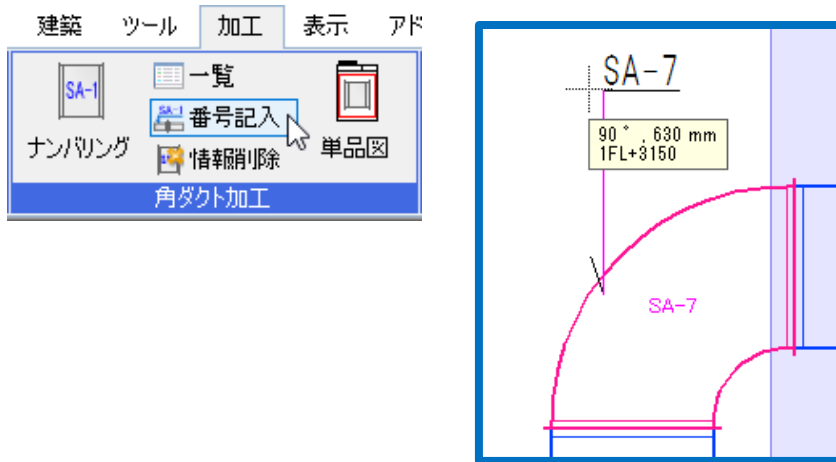 建築 ツール 加工 表示 アド
SA-1
ナンバリング
一覧
SA-1 番号記入
情報削除
単品図
角ダクト加工
SA-7
90°, 630 mm
1FL+3150
SA-7